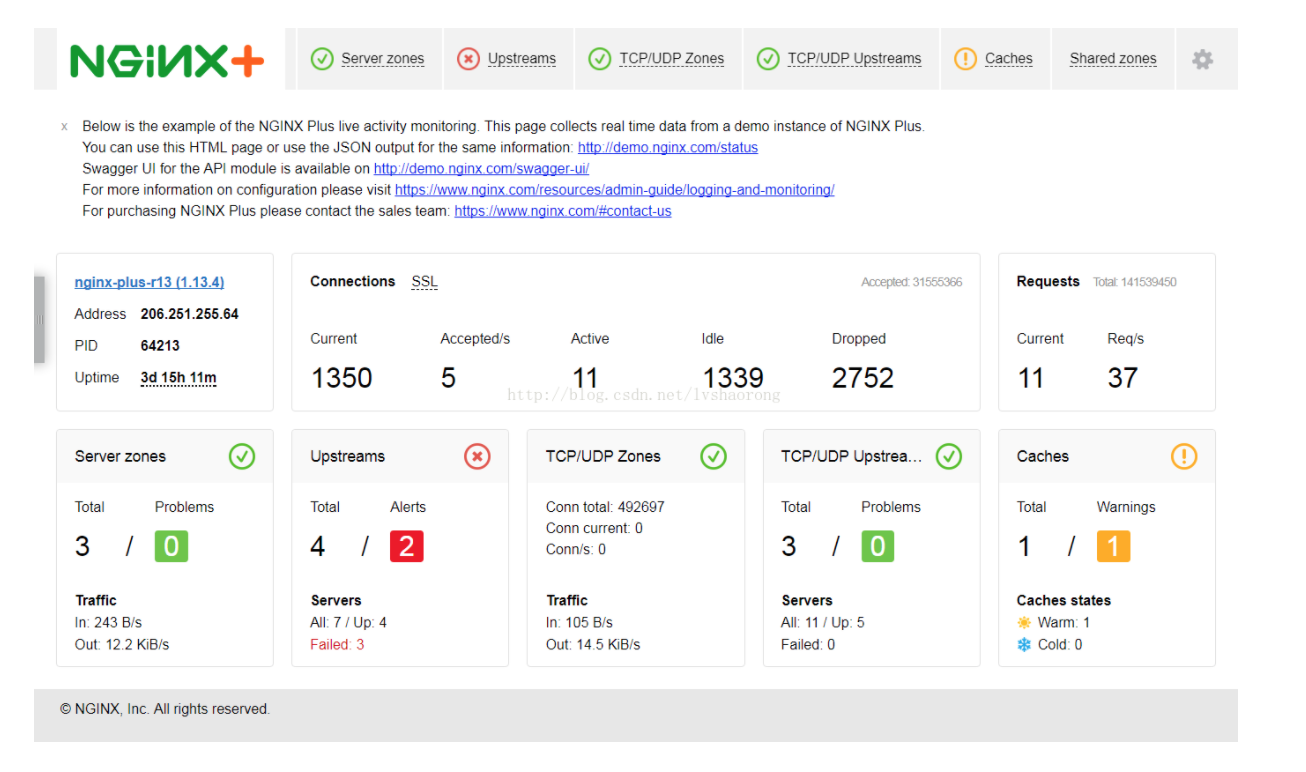 NGINX+ Server zones Upstreams TCP/UDP Zones TCP/UDP Upstreams Caches Shared zones
x Below is the example of the NGINX Plus live activity monitoring. This page collects real time data from a demo instance of NGINX Plus.
You can use this HTML page or use the JSON output for the same information: http://demo.nginx.com/status
Swagger UI for the API module is available on http://demo.nginx.com/swagger-ui/
For more information on configuration please visit https://www.nginx.com/resources/admin-guide/logging-and-monitoring/
For purchasing NGINX Plus please contact the sales team: https://www.nginx.com/#contact-us
nginx-plus-r13 (1.13.4)
Address 206.251.255.64
PID 64213
Uptime 3d 15h 11m
Connections SSL Accepted: 31555366
Current Accepted/s Active Idle Dropped
1350 5 11 1339 2752
http://blog.csdn.net/lvshaorong
Requests Total: 141539450
Current Req/s
11 37
Server zones
Total Problems
3 / 0
Traffic
In: 243 B/s
Out: 12.2 KiB/s
Upstreams
Total Alerts
4 / 2
Servers
All: 7 / Up: 4
Failed: 3
TCP/UDP Zones
Conn total: 492697
Conn current: 0
Conn/s: 0
Traffic
In: 105 B/s
Out: 14.5 KiB/s
TCP/UDP Upstrea...
Total Problems
3 / 0
Servers
All: 11 / Up: 5
Failed: 0
Caches
Total Warnings
1 / 1
Caches states
Warm: 1
Cold: 0
© NGINX, Inc. All rights reserved.